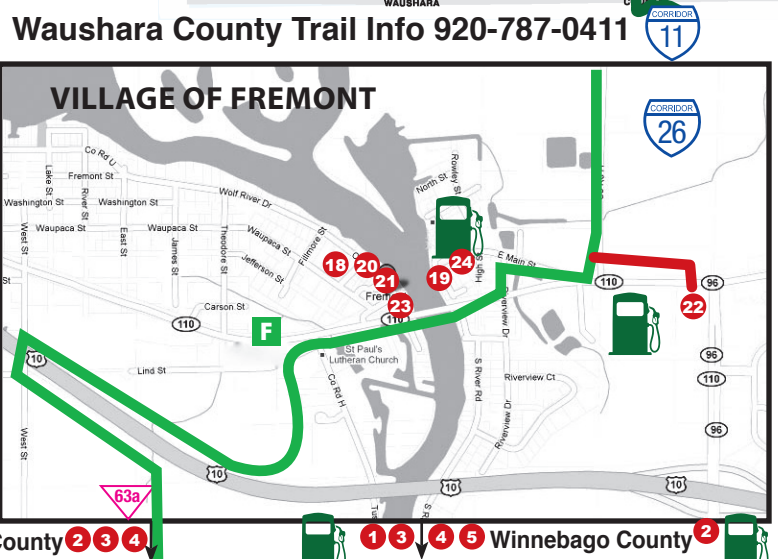 WAUSHARA
Waushara County Trail Info 920-787-0411
CORRIDOR
11
VILLAGE OF FREMONT
CORRIDOR
26
Co Rd U
Fremont St
Lake St
River St
Washington St
Washington St
Wolf River Dr
North St
Rowley St
West St
Waupaca St
East St
Waupaca St
James St
Theodore St
Waupaca St
Jefferson St
Fillmore St
18
20
21
19
24
High St
E Main St
St
110
96
22
23
110
Carson St
110
F
Riverview Dr
St Paul's
Lutheran Church
10
Lind St
Co Rd H
S River Rd
Riverview Ct
Riverview Dr
96
110
96
West St
10
10
10
63a
County 2 3 4
1 3 4 5 Winnebago County 2